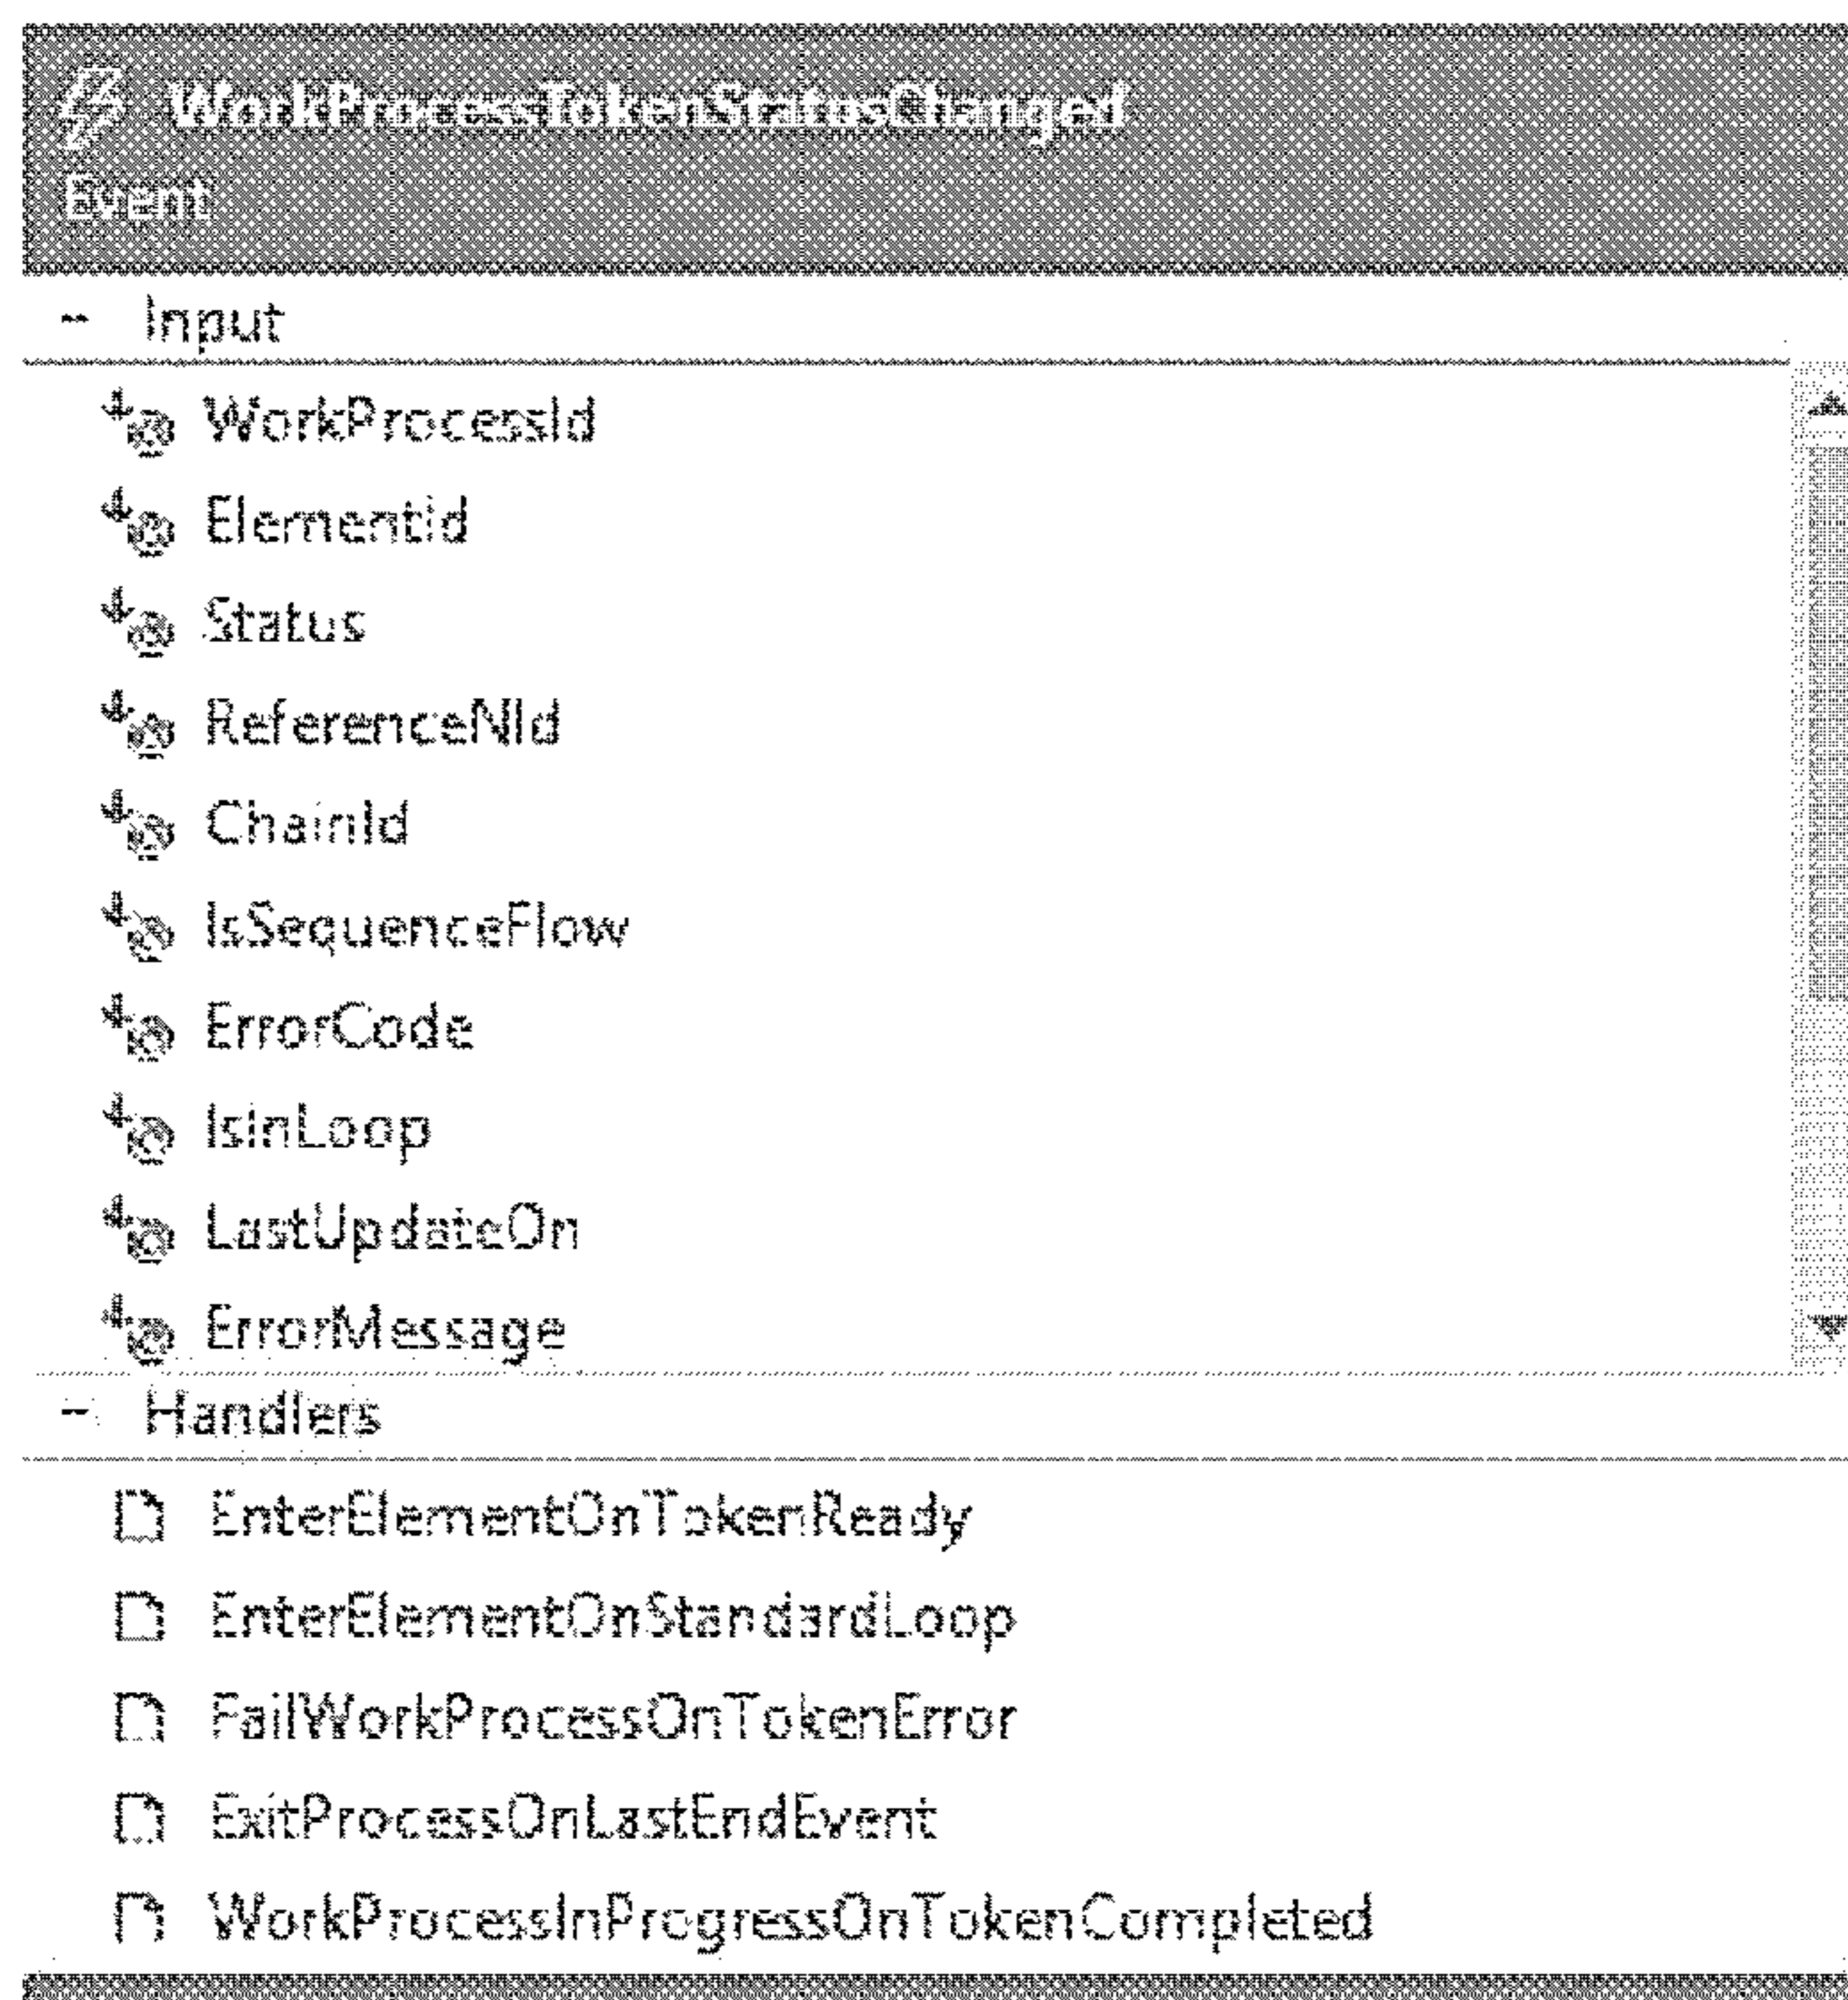 WorkProcessTokenStatusChanged
Event
− Input
WorkProcessId
ElementId
Status
ReferenceNId
ChainId
IsSequenceFlow
ErrorCode
IsInLoop
LastUpdateOn
ErrorMessage
− Handlers
EnterElementOnTokenReady
EnterElementOnStandardLoop
FailWorkProcessOnTokenError
ExitProcessOnLastEndEvent
WorkProcessInProgressOnTokenCompleted